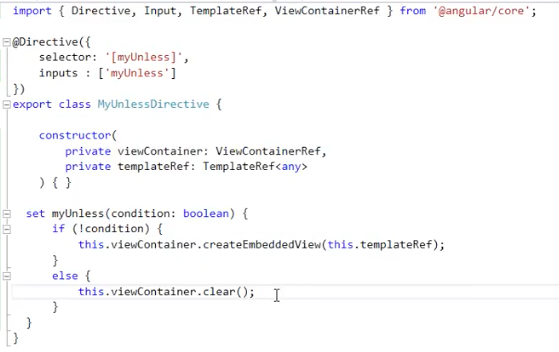 import { Directive, Input, TemplateRef, ViewContainerRef } from '@angular/core';
@Directive({
    selector: '[myUnless]',
    inputs : ['myUnless']
})
export class MyUnlessDirective {
    constructor(
        private viewContainer: ViewContainerRef,
        private templateRef: TemplateRef<any>
    ) { }
  set myUnless(condition: boolean) {
      if (!condition) {
          this.viewContainer.createEmbeddedView(this.templateRef);
      }
      else {
          this.viewContainer.clear();
      }
  }
}